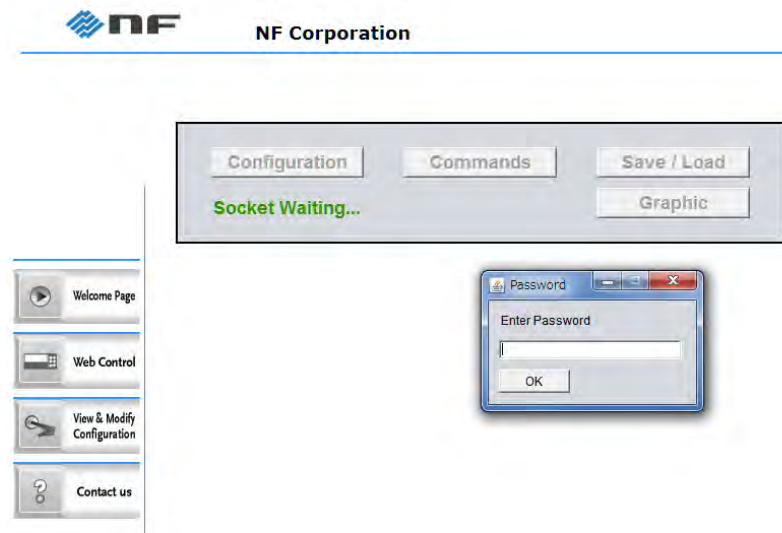 NF
NF Corporation
Configuration
Commands
Save / Load
Socket Waiting...
Graphic
Password
Enter Password
OK
Welcome Page
Web Control
View & Modify
Configuration
Contact us